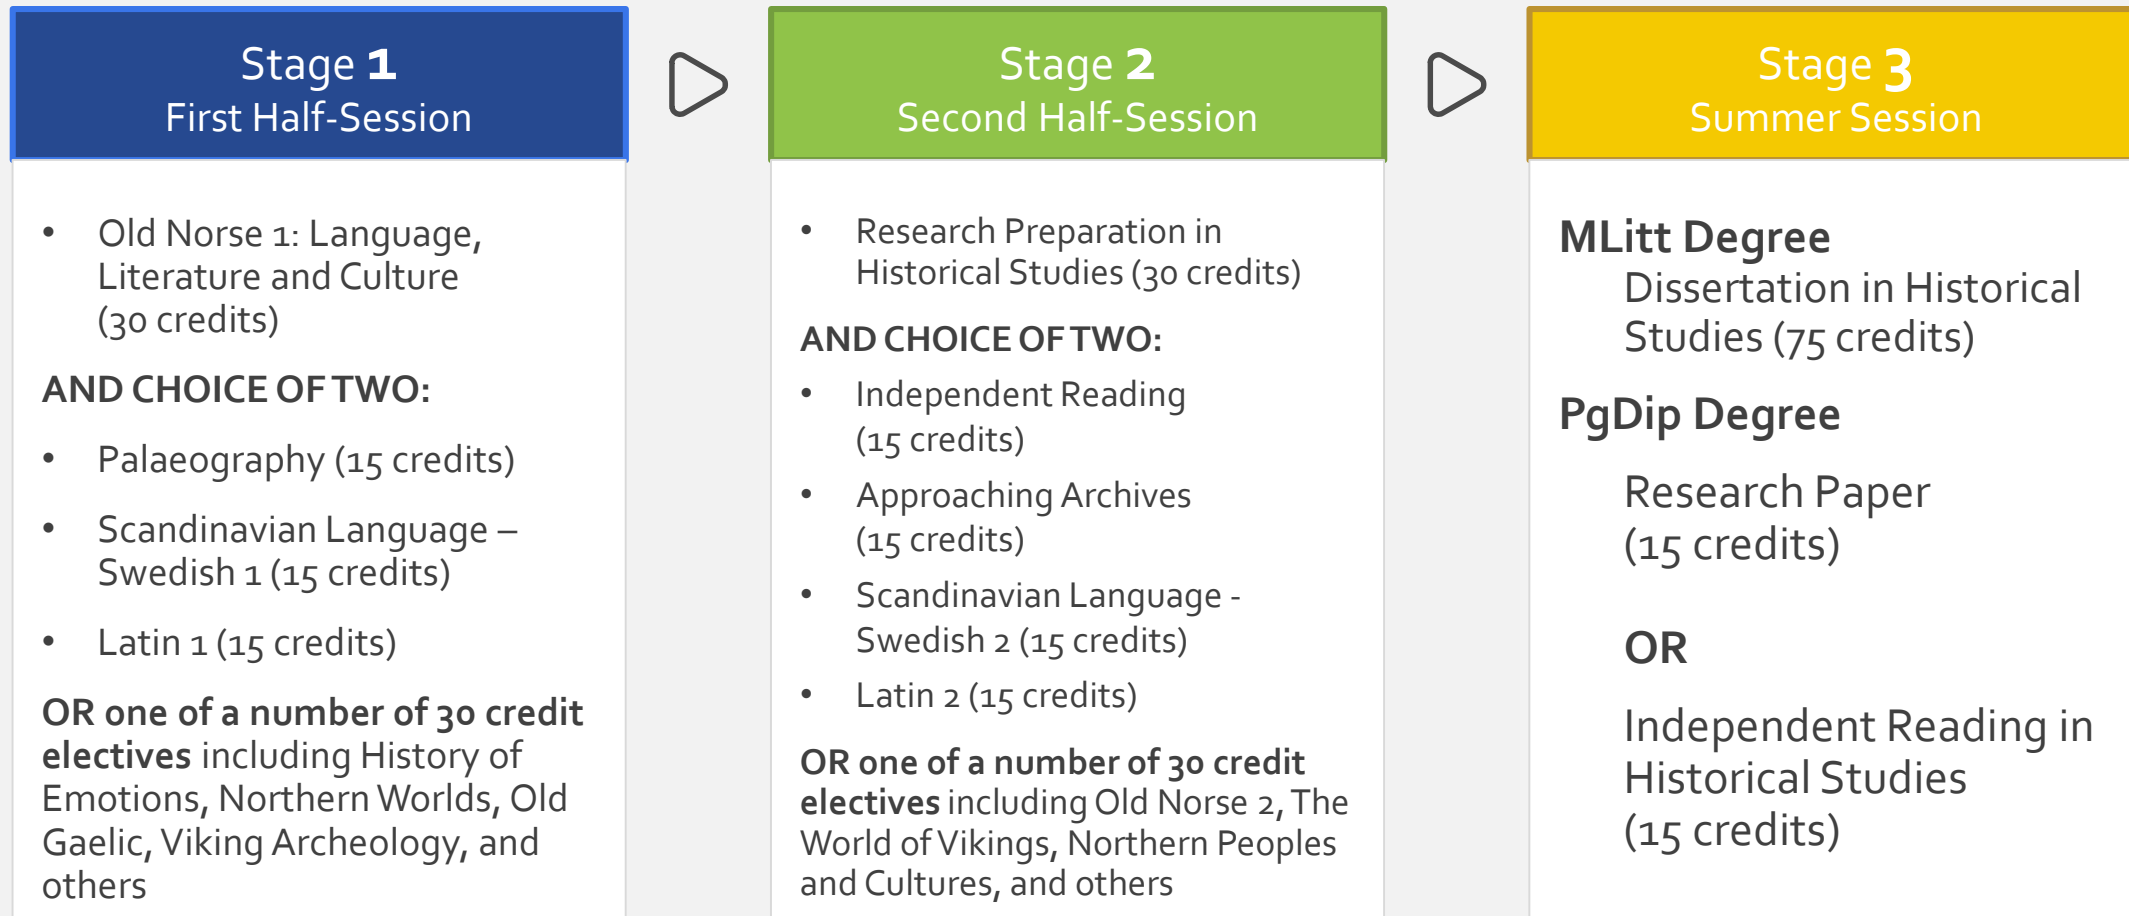 Stage 1
First Half-Session
• Old Norse 1: Language,
Literature and Culture
(30 credits)
AND CHOICE OF TWO:
• Palaeography (15 credits)
• Scandinavian Language –
Swedish 1 (15 credits)
• Latin 1 (15 credits)
OR one of a number of 30 credit
electives including History of
Emotions, Northern Worlds, Old
Gaelic, Viking Archeology, and
others
Stage 2
Second Half-Session
• Research Preparation in
Historical Studies (30 credits)
AND CHOICE OF TWO:
• Independent Reading
(15 credits)
• Approaching Archives
(15 credits)
• Scandinavian Language -
Swedish 2 (15 credits)
• Latin 2 (15 credits)
OR one of a number of 30 credit
electives including Old Norse 2, The
World of Vikings, Northern Peoples
and Cultures, and others
Stage 3
Summer Session
MLitt Degree
Dissertation in Historical
Studies (75 credits)
PgDip Degree
Research Paper
(15 credits)
OR
Independent Reading in
Historical Studies
(15 credits)